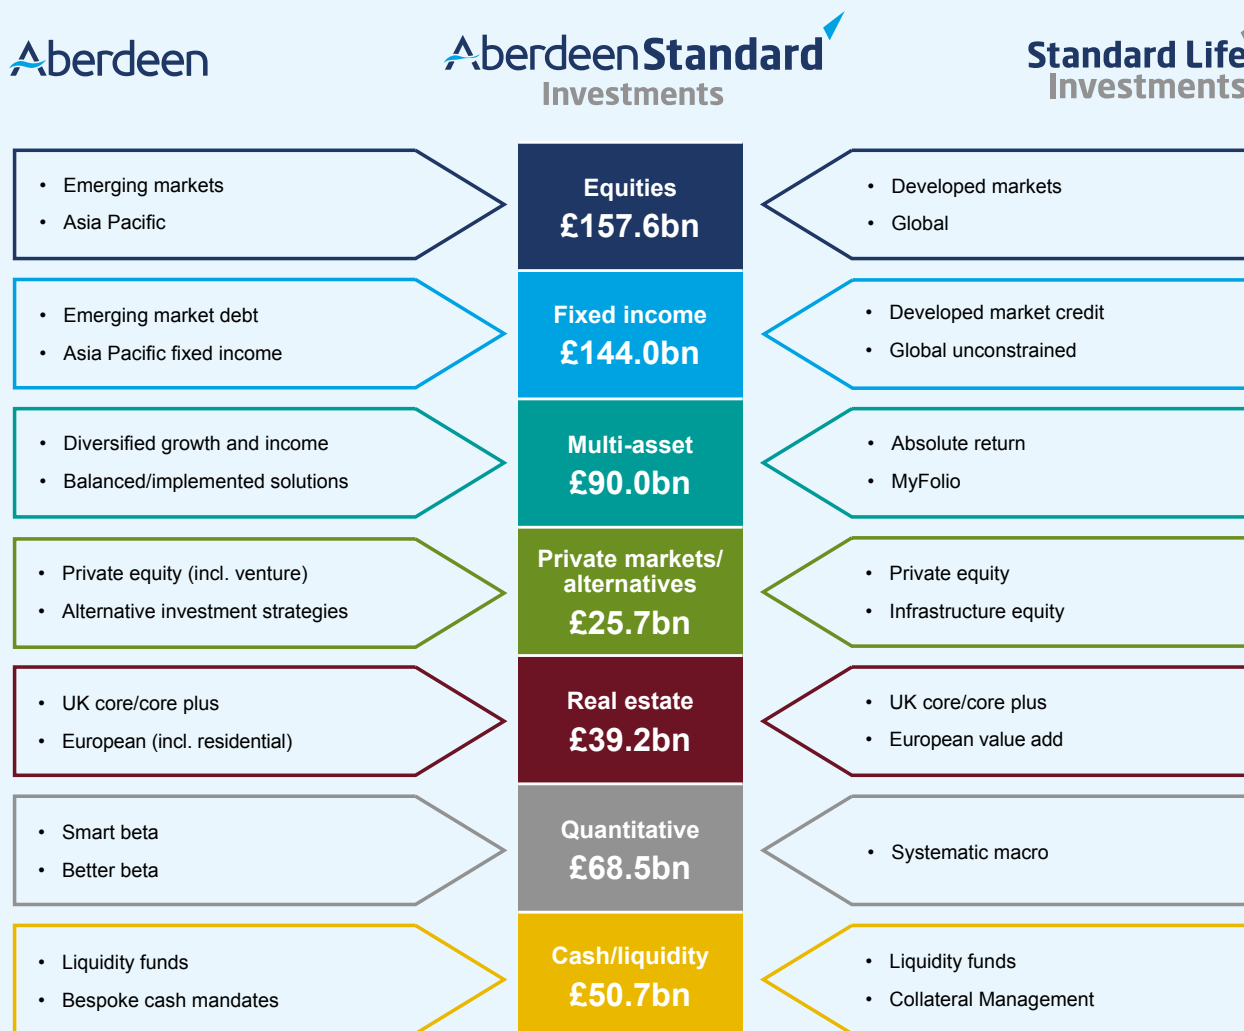 Aberdeen
AberdeenStandard
Investments
Standard Life
Investments
• Emerging markets
• Asia Pacific
Equities
£157.6bn
• Developed markets
• Global
• Emerging market debt
• Asia Pacific fixed income
Fixed income
£144.0bn
• Developed market credit
• Global unconstrained
• Diversified growth and income
• Balanced/implemented solutions
Multi-asset
£90.0bn
• Absolute return
• MyFolio
• Private equity (incl. venture)
• Alternative investment strategies
Private markets/
alternatives
£25.7bn
• Private equity
• Infrastructure equity
• UK core/core plus
• European (incl. residential)
Real estate
£39.2bn
• UK core/core plus
• European value add
• Smart beta
• Better beta
Quantitative
£68.5bn
• Systematic macro
• Liquidity funds
• Bespoke cash mandates
Cash/liquidity
£50.7bn
• Liquidity funds
• Collateral Management